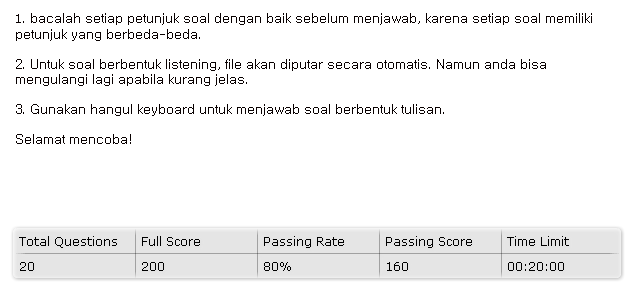 1. bacalah setiap petunjuk soal dengan baik sebelum menjawab, karena setiap soal memiliki
petunjuk yang berbeda-beda.
2. Untuk soal berbentuk listening, file akan diputar secara otomatis. Namun anda bisa
mengulangi lagi apabila kurang jelas.
3. Gunakan hangul keyboard untuk menjawab soal berbentuk tulisan.
Selamat mencoba!
Total Questions Full Score Passing Rate Passing Score Time Limit
20 200 80% 160 00:20:00